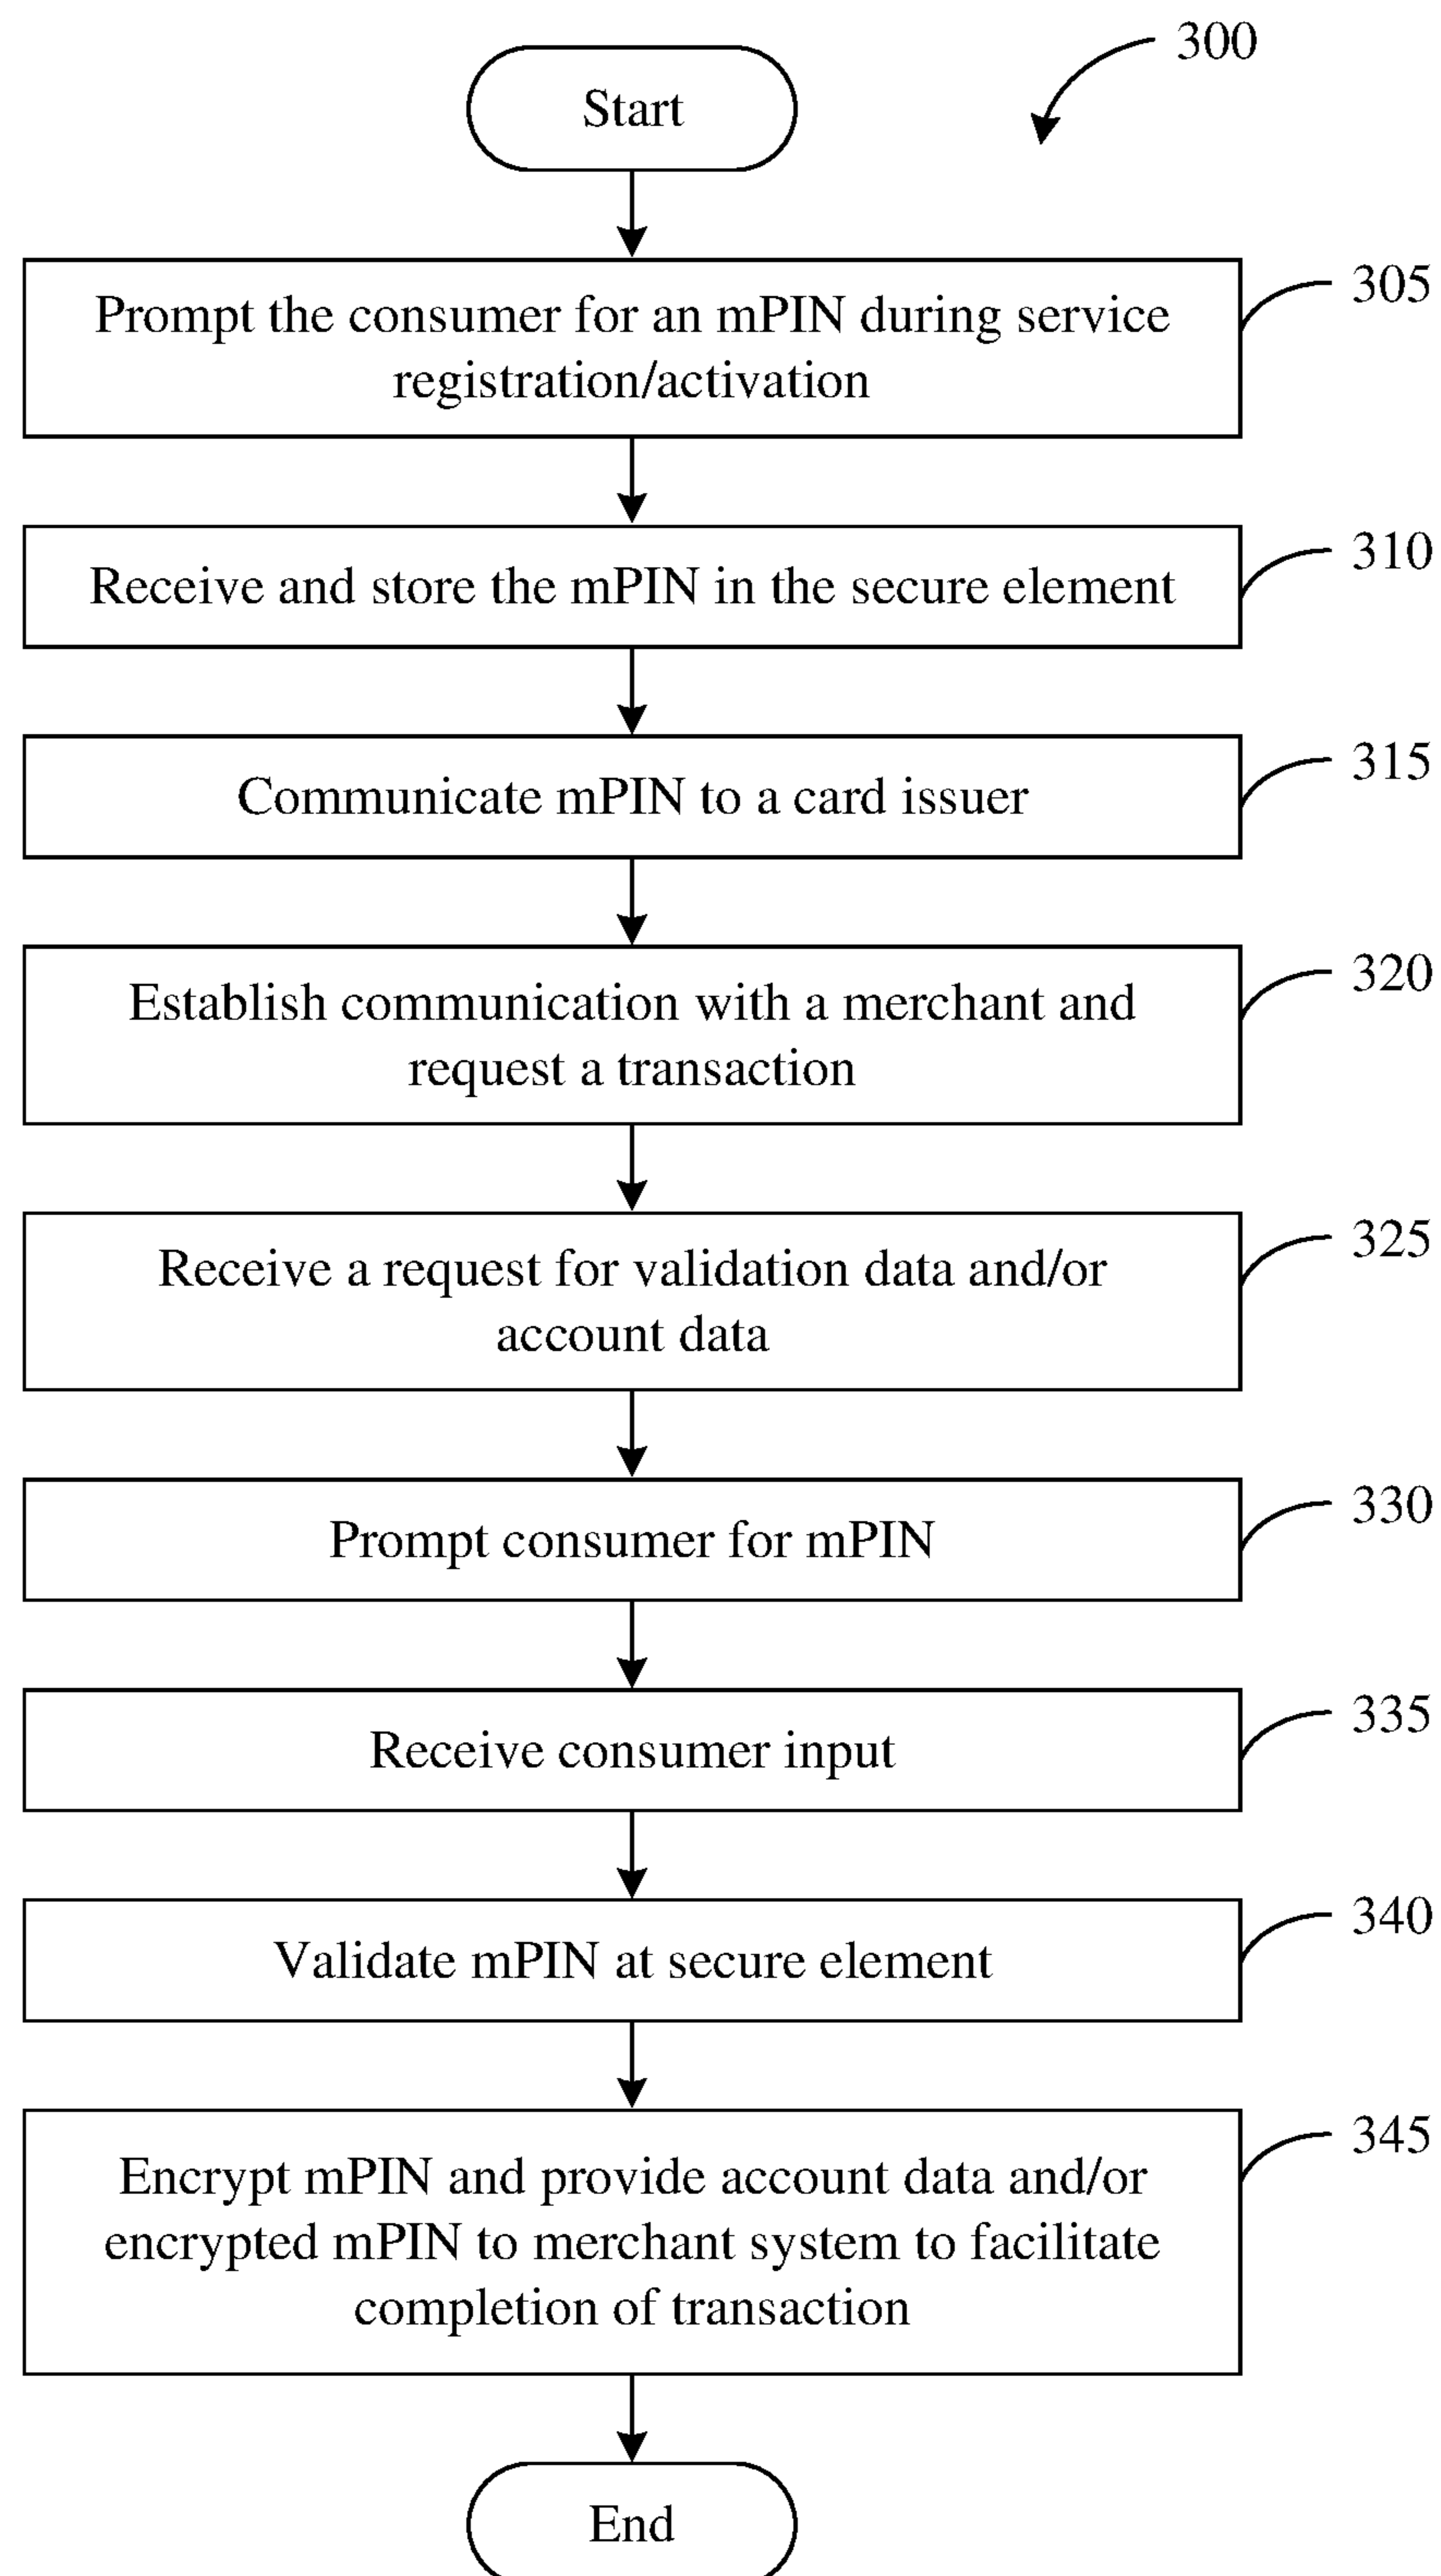 300
Start
305
Prompt the consumer for an mPIN during service
registration/activation
310
Receive and store the mPIN in the secure element
315
Communicate mPIN to a card issuer
320
Establish communication with a merchant and
request a transaction
325
Receive a request for validation data and/or
account data
330
Prompt consumer for mPIN
335
Receive consumer input
340
Validate mPIN at secure element
345
Encrypt mPIN and provide account data and/or
encrypted mPIN to merchant system to facilitate
completion of transaction
End